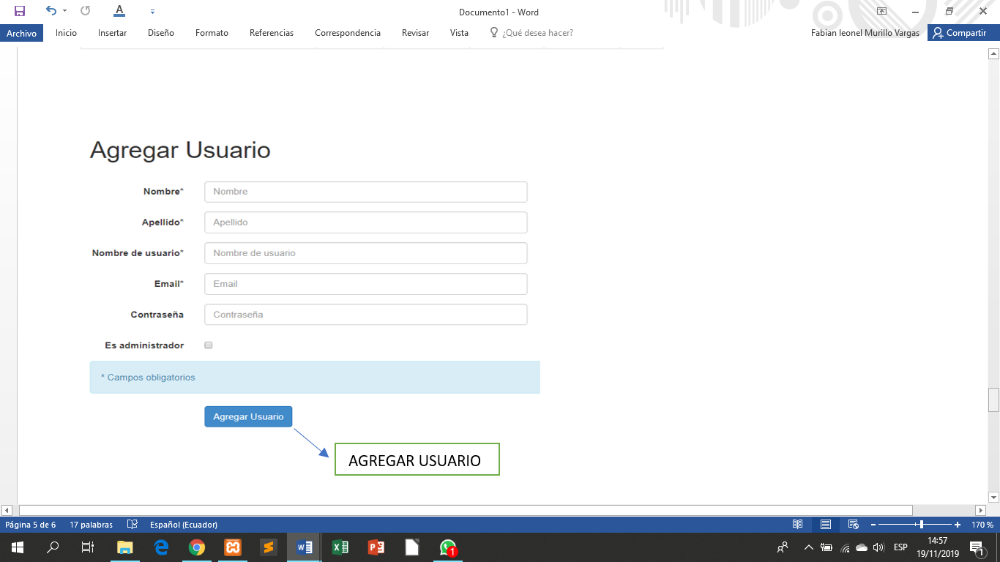 Documento1 - Word
Archivo Inicio Insertar Diseño Formato Referencias Correspondencia Revisar Vista ¿Qué desea hacer? Fabian leonel Murillo Vargas Compartir
Agregar Usuario
Nombre* Nombre
Apellido* Apellido
Nombre de usuario* Nombre de usuario
Email* Email
Contraseña Contraseña
Es administrador
* Campos obligatorios
Agregar Usuario
AGREGAR USUARIO
Página 5 de 6 17 palabras Español (Ecuador) 170 %
ESP 14:57
19/11/2019
1
1